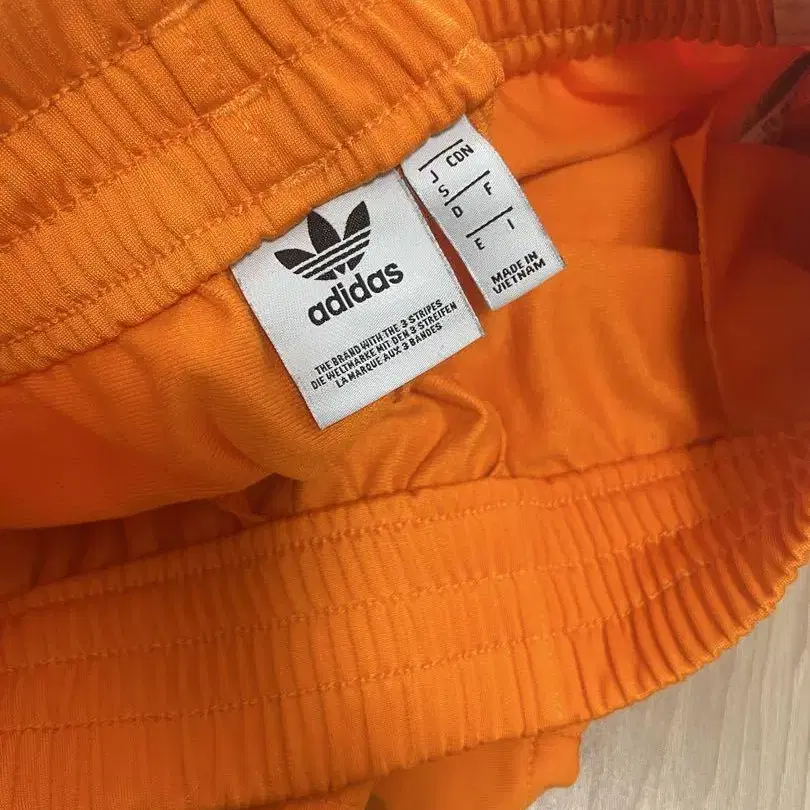 adidas
THE BRAND WITH THE 3 STRIPES
DIE WELTMARKE MIT DEN 3 STREIFEN
LA MARQUE AUX 3 BANDES
J CDN
S
D F
E I
MADE IN
VIETNAM